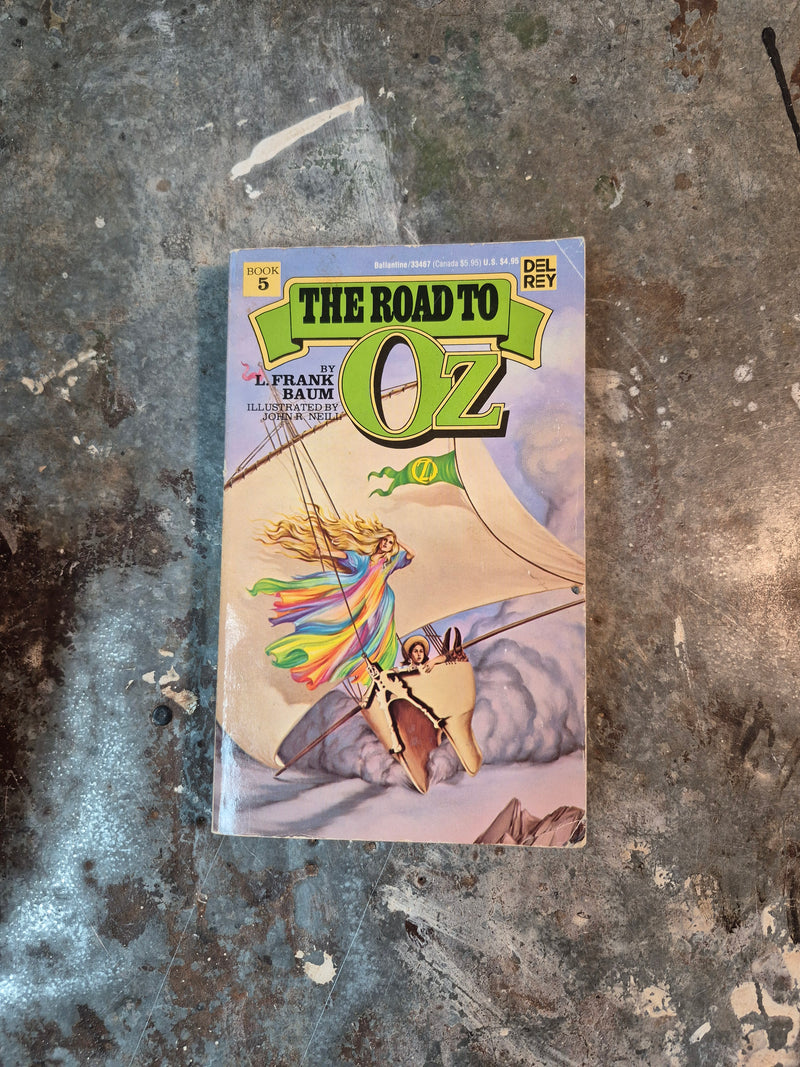 Ballantine/33467 (Canada $5.95) U.S. $4.95
BOOK
5
DEL
REY
THE ROAD TO
OZ
BY
L. FRANK
BAUM
ILLUSTRATED BY
JOHN R. NEILL
OZ